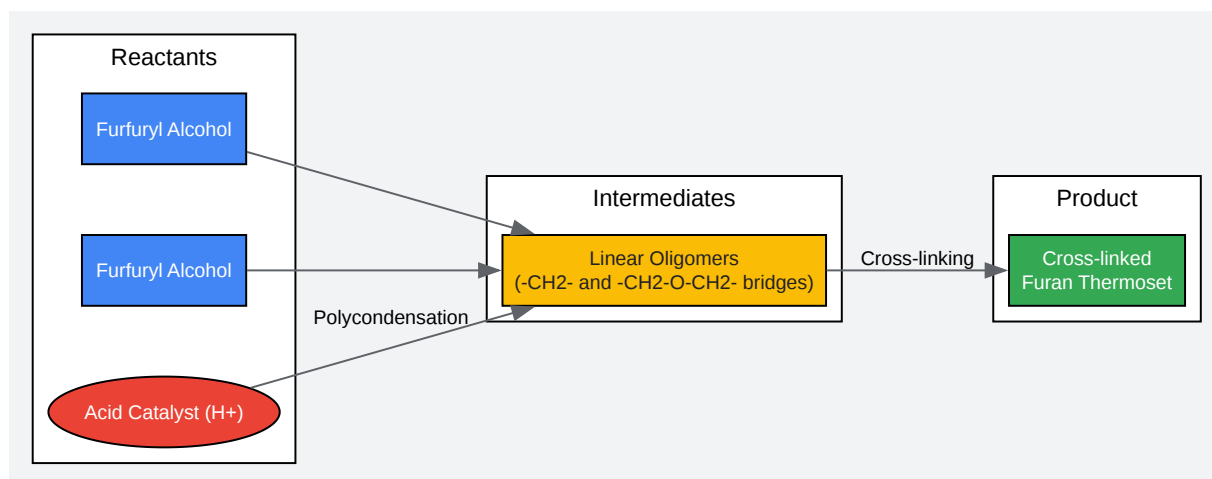 Reactants
Furfuryl Alcohol
Furfuryl Alcohol
Acid Catalyst (H+)
Polycondensation
Intermediates
Linear Oligomers
(-CH2- and -CH2-O-CH2- bridges)
Cross-linking
Product
Cross-linked
Furan Thermoset